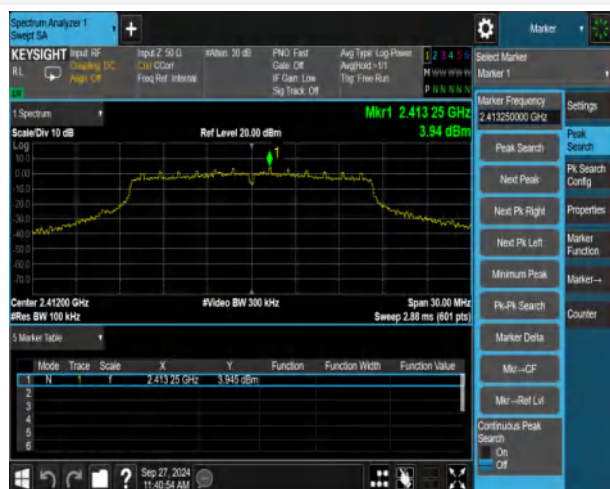 Spectrum Analyzer 1
Swept SA
+
Marker
KEYSIGHT
RL
Input: RF
Coupling: DC
Align: Off
Input Z: 50 Ω
Corr CCorr
Freq Ref: Internal
#Atten: 30 dB
PNO: Fast
Gate: Off
IF Gain: Low
Sig Track: Off
Avg Type: Log-Power
Avg|Hold:>1/1
Trig: Free Run
1 2 3 4 5 6
M W W W W W
P N N N N N
Select Marker
Marker 1
1 Spectrum
Scale/Div 10 dB
Ref Level 20.00 dBm
Mkr1 2.413 25 GHz
3.94 dBm
Log
10.0
0.00
-10.0
-20.0
-30.0
-40.0
-50.0
-60.0
-70.0
1
Center 2.41200 GHz
#Res BW 100 kHz
#Video BW 300 kHz
Span 30.00 MHz
Sweep 2.88 ms (601 pts)
5 Marker Table
Mode Trace Scale X Y Function Function Width Function Value
1 N 1 f 2.413 25 GHz 3.945 dBm
2
3
4
5
6
Marker Frequency
2.413250000 GHz
Peak Search
Next Peak
Next Pk Right
Next Pk Left
Minimum Peak
Pk-Pk Search
Marker Delta
Mkr→CF
Mkr→Ref Lvl
Continuous Peak
Search
On
Off
Settings
Peak
Search
Pk Search
Config
Properties
Marker
Function
Marker→
Counter
?
Sep 27, 2024
11:40:54 AM